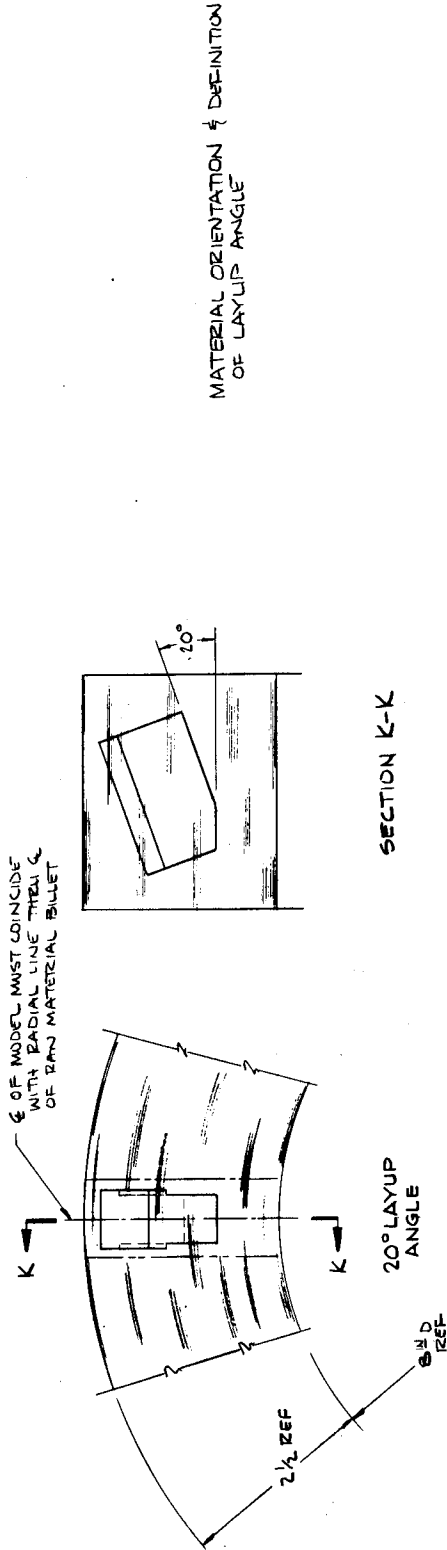 ℄ OF MODEL MUST COINCIDE
WITH RADIAL LINE THRU ℄
OF RAW MATERIAL BILLET
K
K
20° LAYUP
ANGLE
2½ REF
REF
20°
SECTION K-K
MATERIAL ORIENTATION & DEFINITION
OF LAYUP ANGLE